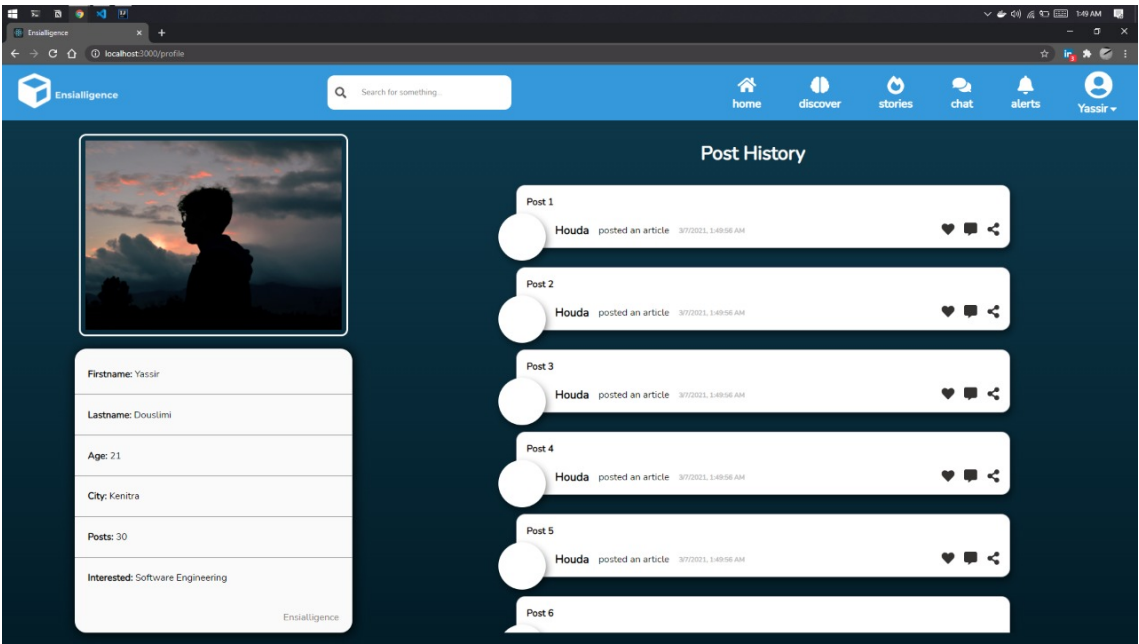 1:49 AM
Ensialligence
localhost:3000/profile
Ensialligence
Search for something...
home
discover
stories
chat
alerts
Yassir
Firstname: Yassir
Lastname: Douslimi
Age: 21
City: Kenitra
Posts: 30
Interested: Software Engineering
Ensialligence
Post History
Post 1
Houda posted an article 3/7/2021, 1:49:56 AM
Post 2
Houda posted an article 3/7/2021, 1:49:56 AM
Post 3
Houda posted an article 3/7/2021, 1:49:56 AM
Post 4
Houda posted an article 3/7/2021, 1:49:56 AM
Post 5
Houda posted an article 3/7/2021, 1:49:56 AM
Post 6